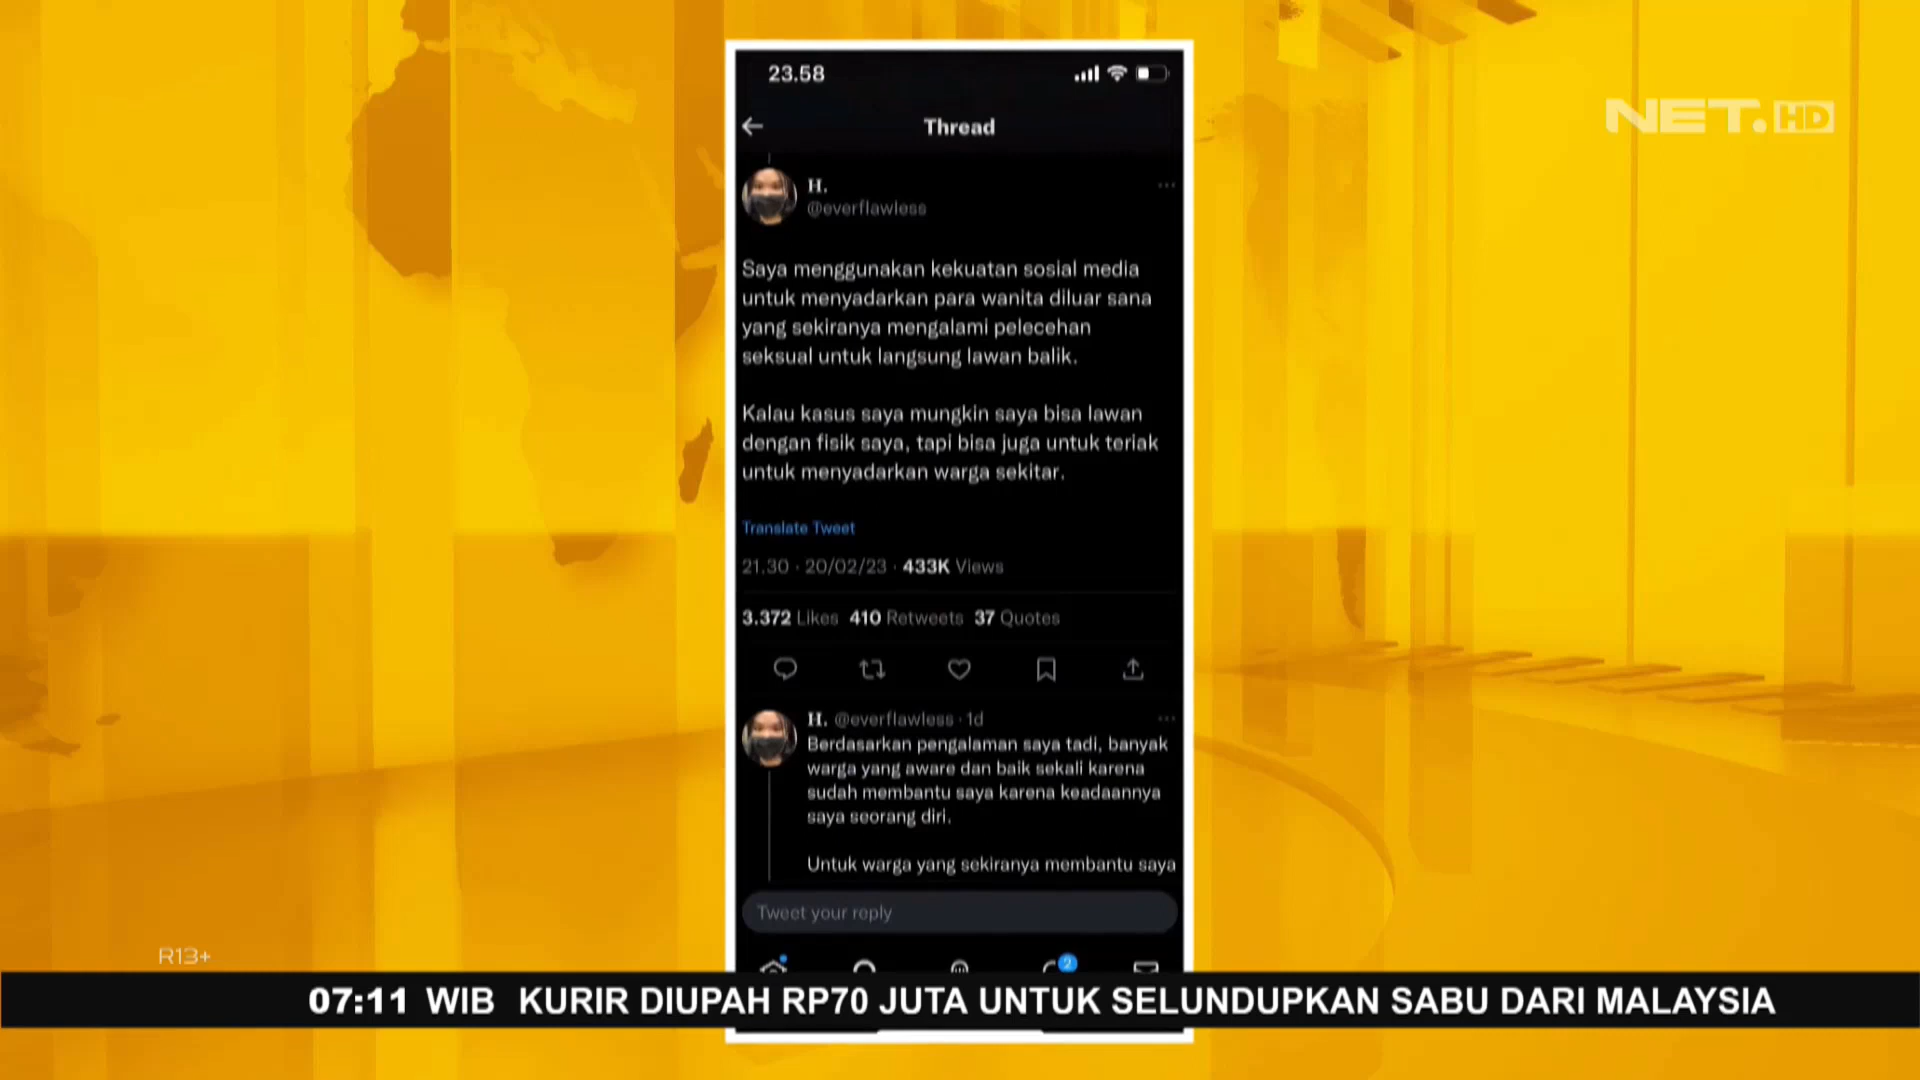 23.58
Thread
NET. HD
H.
@everflawless
Saya menggunakan kekuatan sosial media
untuk menyadarkan para wanita diluar sana
yang sekiranya mengalami pelecehan
seksual untuk langsung lawan balik.
Kalau kasus saya mungkin saya bisa lawan
dengan fisik saya, tapi bisa juga untuk teriak
untuk menyadarkan warga sekitar.
Translate Tweet
21.30 · 20/02/23 · 433K Views
3.372 Likes 410 Retweets 37 Quotes
H. @everflawless · 1d
Berdasarkan pengalaman saya tadi, banyak
warga yang aware dan baik sekali karena
sudah membantu saya karena keadaannya
saya seorang diri.
Untuk warga yang sekiranya membantu saya
Tweet your reply
2
R13+
07:11 WIB KURIR DIUPAH RP70 JUTA UNTUK SELUNDUPKAN SABU DARI MALAYSIA